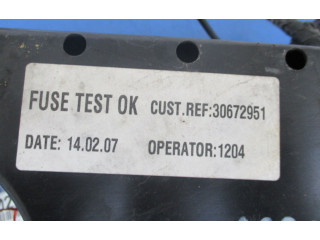 FUSE TEST OK CUST.REF:30672951
DATE: 14.02.07 OPERATOR:1204